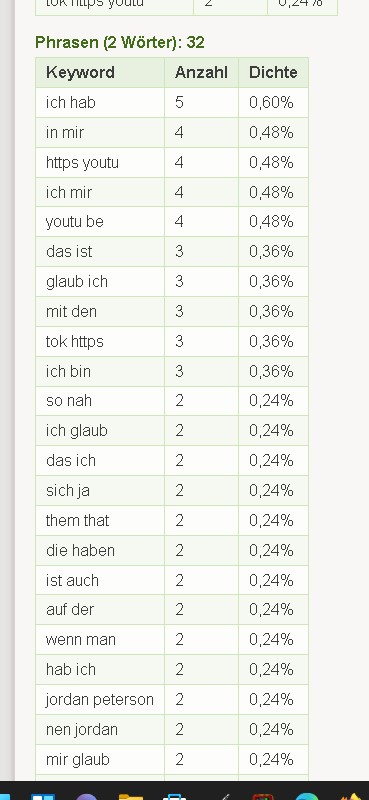 tok https youtu 2 0,24%
Phrasen (2 Wörter): 32
Keyword Anzahl Dichte
ich hab 5 0,60%
in mir 4 0,48%
https youtu 4 0,48%
ich mir 4 0,48%
youtu be 4 0,48%
das ist 3 0,36%
glaub ich 3 0,36%
mit den 3 0,36%
tok https 3 0,36%
ich bin 3 0,36%
so nah 2 0,24%
ich glaub 2 0,24%
das ich 2 0,24%
sich ja 2 0,24%
them that 2 0,24%
die haben 2 0,24%
ist auch 2 0,24%
auf der 2 0,24%
wenn man 2 0,24%
hab ich 2 0,24%
jordan peterson 2 0,24%
nen jordan 2 0,24%
mir glaub 2 0,24%